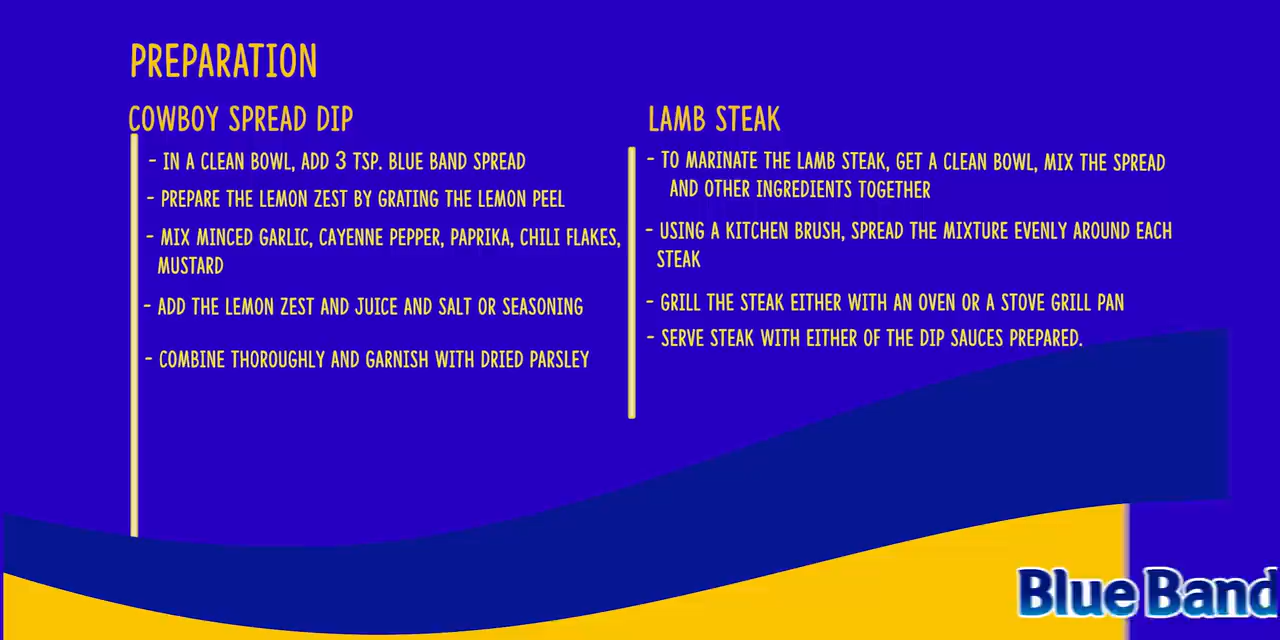 PREPARATION
COWBOY SPREAD DIP
- IN A CLEAN BOWL, ADD 3 TSP. BLUE BAND SPREAD
- PREPARE THE LEMON ZEST BY GRATING THE LEMON PEEL
- MIX MINCED GARLIC, CAYENNE PEPPER, PAPRIKA, CHILI FLAKES,
MUSTARD
- ADD THE LEMON ZEST AND JUICE AND SALT OR SEASONING
- COMBINE THOROUGHLY AND GARNISH WITH DRIED PARSLEY
LAMB STEAK
- TO MARINATE THE LAMB STEAK, GET A CLEAN BOWL, MIX THE SPREAD
AND OTHER INGREDIENTS TOGETHER
- USING A KITCHEN BRUSH, SPREAD THE MIXTURE EVENLY AROUND EACH
STEAK
- GRILL THE STEAK EITHER WITH AN OVEN OR A STOVE GRILL PAN
- SERVE STEAK WITH EITHER OF THE DIP SAUCES PREPARED.
Blue Band